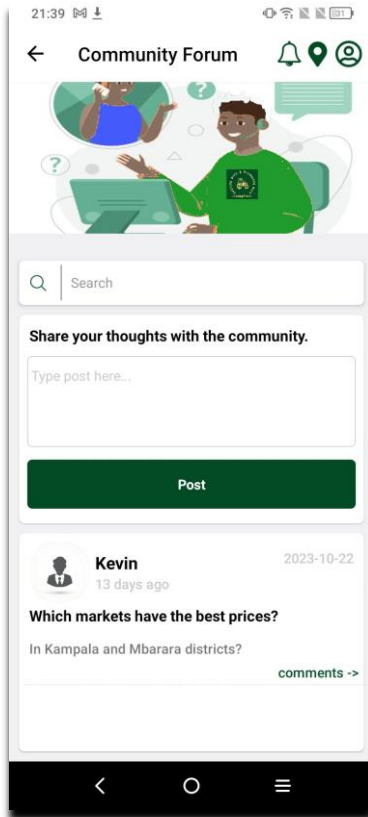 21:39
Community Forum
?
?
Search
Share your thoughts with the community.
Type post here...
Post
Kevin
2023-10-22
13 days ago
Which markets have the best prices?
In Kampala and Mbarara districts?
comments ->